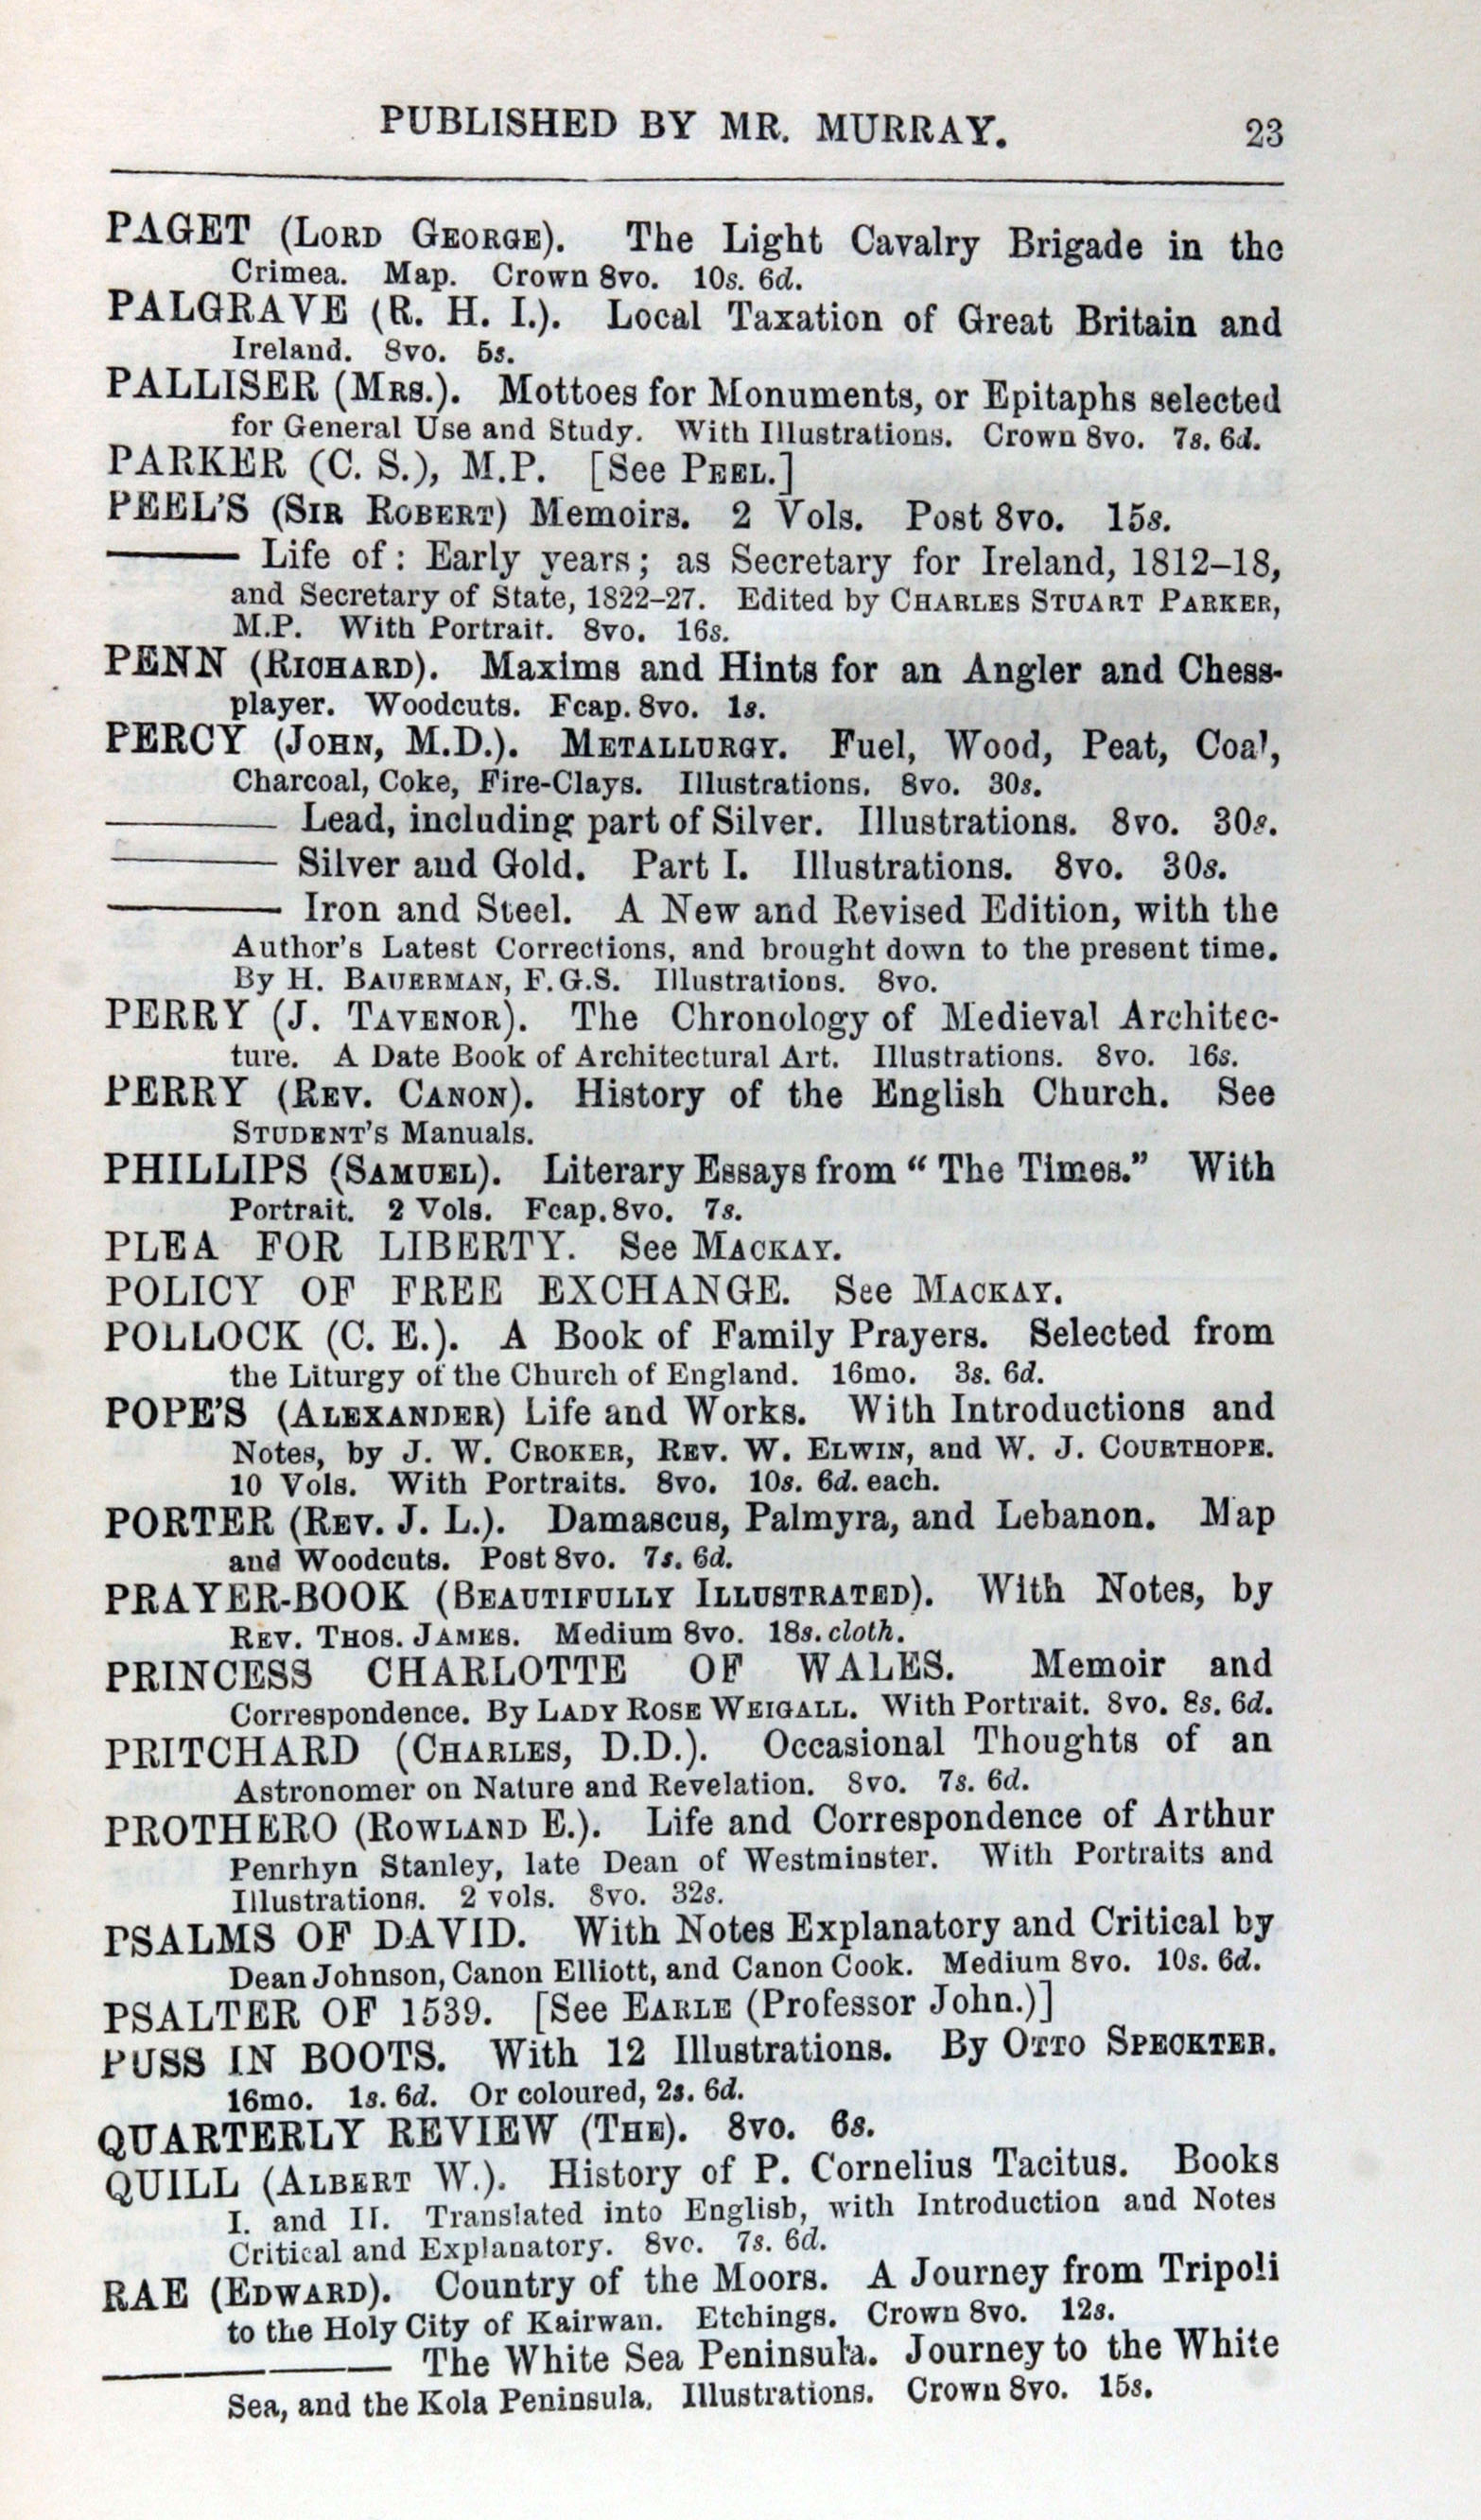 PUBLISHED BY MR. MURRAY. 23
PAGET (LORD GEORGE). The Light Cavalry Brigade in the
Crimea. Map. Crown 8vo. 10s. 6d.
PALGRAVE (R. H. I.). Local Taxation of Great Britain and
Ireland. 8vo. 5s.
PALLISER (MRS.). Mottoes for Monuments, or Epitaphs selected
for General Use and Study. With Illustrations. Crown 8vo. 7s. 6d.
PARKER (C. S.), M.P. [See PEEL.]
PEEL'S (SIR ROBERT) Memoirs. 2 Vols. Post 8vo. 15s.
——— Life of: Early years; as Secretary for Ireland, 1812–18,
and Secretary of State, 1822–27. Edited by CHARLES STUART PARKER,
M.P. With Portrait. 8vo. 16s.
PENN (RICHARD). Maxims and Hints for an Angler and Chess-
player. Woodcuts. Fcap. 8vo. 1s.
PERCY (JOHN, M.D.). METALLURGY. Fuel, Wood, Peat, Coal,
Charcoal, Coke, Fire-Clays. Illustrations. 8vo. 30s.
——— Lead, including part of Silver. Illustrations. 8vo. 30s.
——— Silver and Gold. Part I. Illustrations. 8vo. 30s.
——— Iron and Steel. A New and Revised Edition, with the
Author's Latest Corrections, and brought down to the present time.
By H. BAUERMAN, F.G.S. Illustrations. 8vo.
PERRY (J. TAVENOR). The Chronology of Medieval Architec-
ture. A Date Book of Architectural Art. Illustrations. 8vo. 16s.
PERRY (REV. CANON). History of the English Church. See
STUDENT'S Manuals.
PHILLIPS (SAMUEL). Literary Essays from "The Times." With
Portrait. 2 Vols. Fcap. 8vo. 7s.
PLEA FOR LIBERTY. See MACKAY.
POLICY OF FREE EXCHANGE. See MACKAY.
POLLOCK (C. E.). A Book of Family Prayers. Selected from
the Liturgy of the Church of England. 16mo. 3s. 6d.
POPE'S (ALEXANDER) Life and Works. With Introductions and
Notes, by J. W. CROKER, REV. W. ELWIN, and W. J. COURTHOPE.
10 Vols. With Portraits. 8vo. 10s. 6d. each.
PORTER (REV. J. L.). Damascus, Palmyra, and Lebanon. Map
and Woodcuts. Post 8vo. 7s. 6d.
PRAYER-BOOK (BEAUTIFULLY ILLUSTRATED). With Notes, by
REV. THOS. JAMES. Medium 8vo. 18s. cloth.
PRINCESS CHARLOTTE OF WALES. Memoir and
Correspondence. By LADY ROSE WEIGALL. With Portrait. 8vo. 8s. 6d.
PRITCHARD (CHARLES, D.D.). Occasional Thoughts of an
Astronomer on Nature and Revelation. 8vo. 7s. 6d.
PROTHERO (ROWLAND E.). Life and Correspondence of Arthur
Penrhyn Stanley, late Dean of Westminster. With Portraits and
Illustrations. 2 vols. 8vo. 32s.
PSALMS OF DAVID. With Notes Explanatory and Critical by
Dean Johnson, Canon Elliott, and Canon Cook. Medium 8vo. 10s. 6d.
PSALTER OF 1539. [See EARLE (Professor John.)]
PUSS IN BOOTS. With 12 Illustrations. By OTTO SPECKTER.
16mo. 1s. 6d. Or coloured, 2s. 6d.
QUARTERLY REVIEW (THE). 8vo. 6s.
QUILL (ALBERT W.). History of P. Cornelius Tacitus. Books
I. and II. Translated into English, with Introduction and Notes
Critical and Explanatory. 8vo. 7s. 6d.
RAE (EDWARD). Country of the Moors. A Journey from Tripoli
to the Holy City of Kairwan. Etchings. Crown 8vo. 12s.
——— The White Sea Peninsula. Journey to the White
Sea, and the Kola Peninsula. Illustrations. Crown 8vo. 15s.